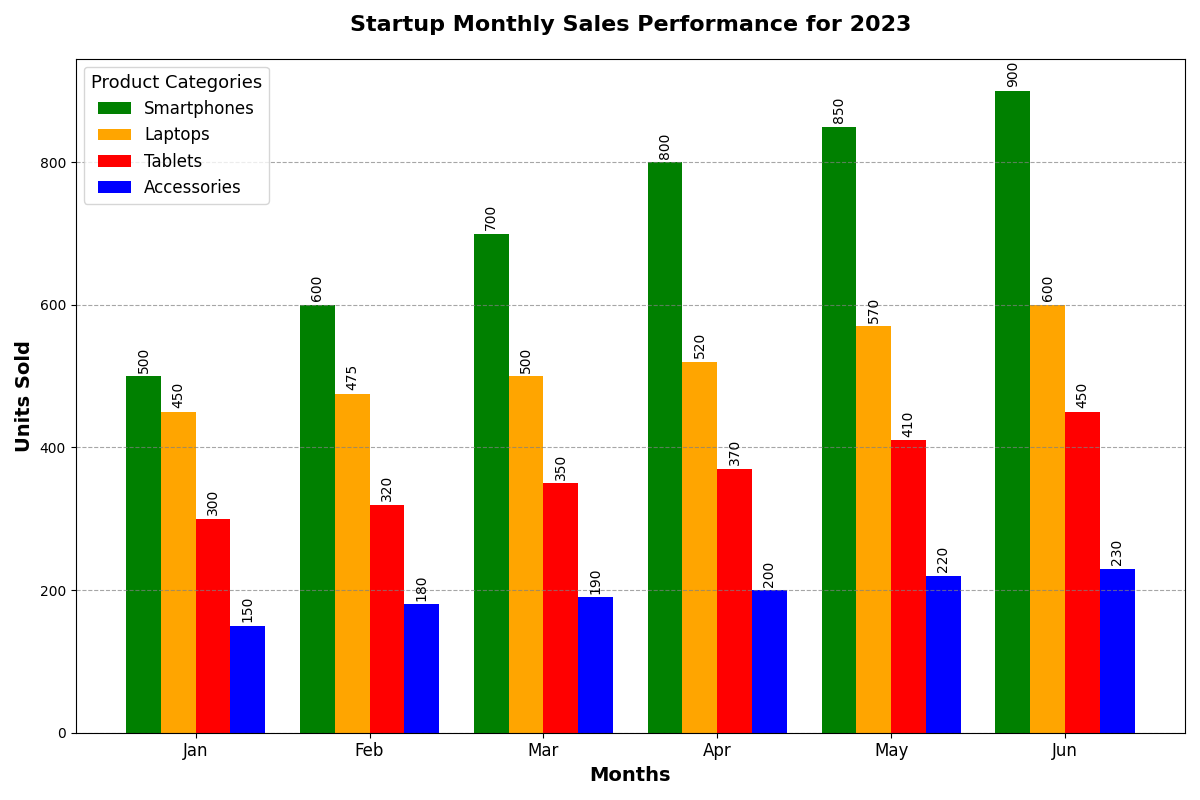 Startup Monthly Sales Performance for 2023
Product Categories
Smartphones
Laptops
Tablets
Accessories
Units Sold
800
600
400
200
0
500
450
300
150
600
475
320
180
700
500
350
190
800
520
370
200
850
570
410
220
900
600
450
230
Jan
Feb
Mar
Apr
May
Jun
Months